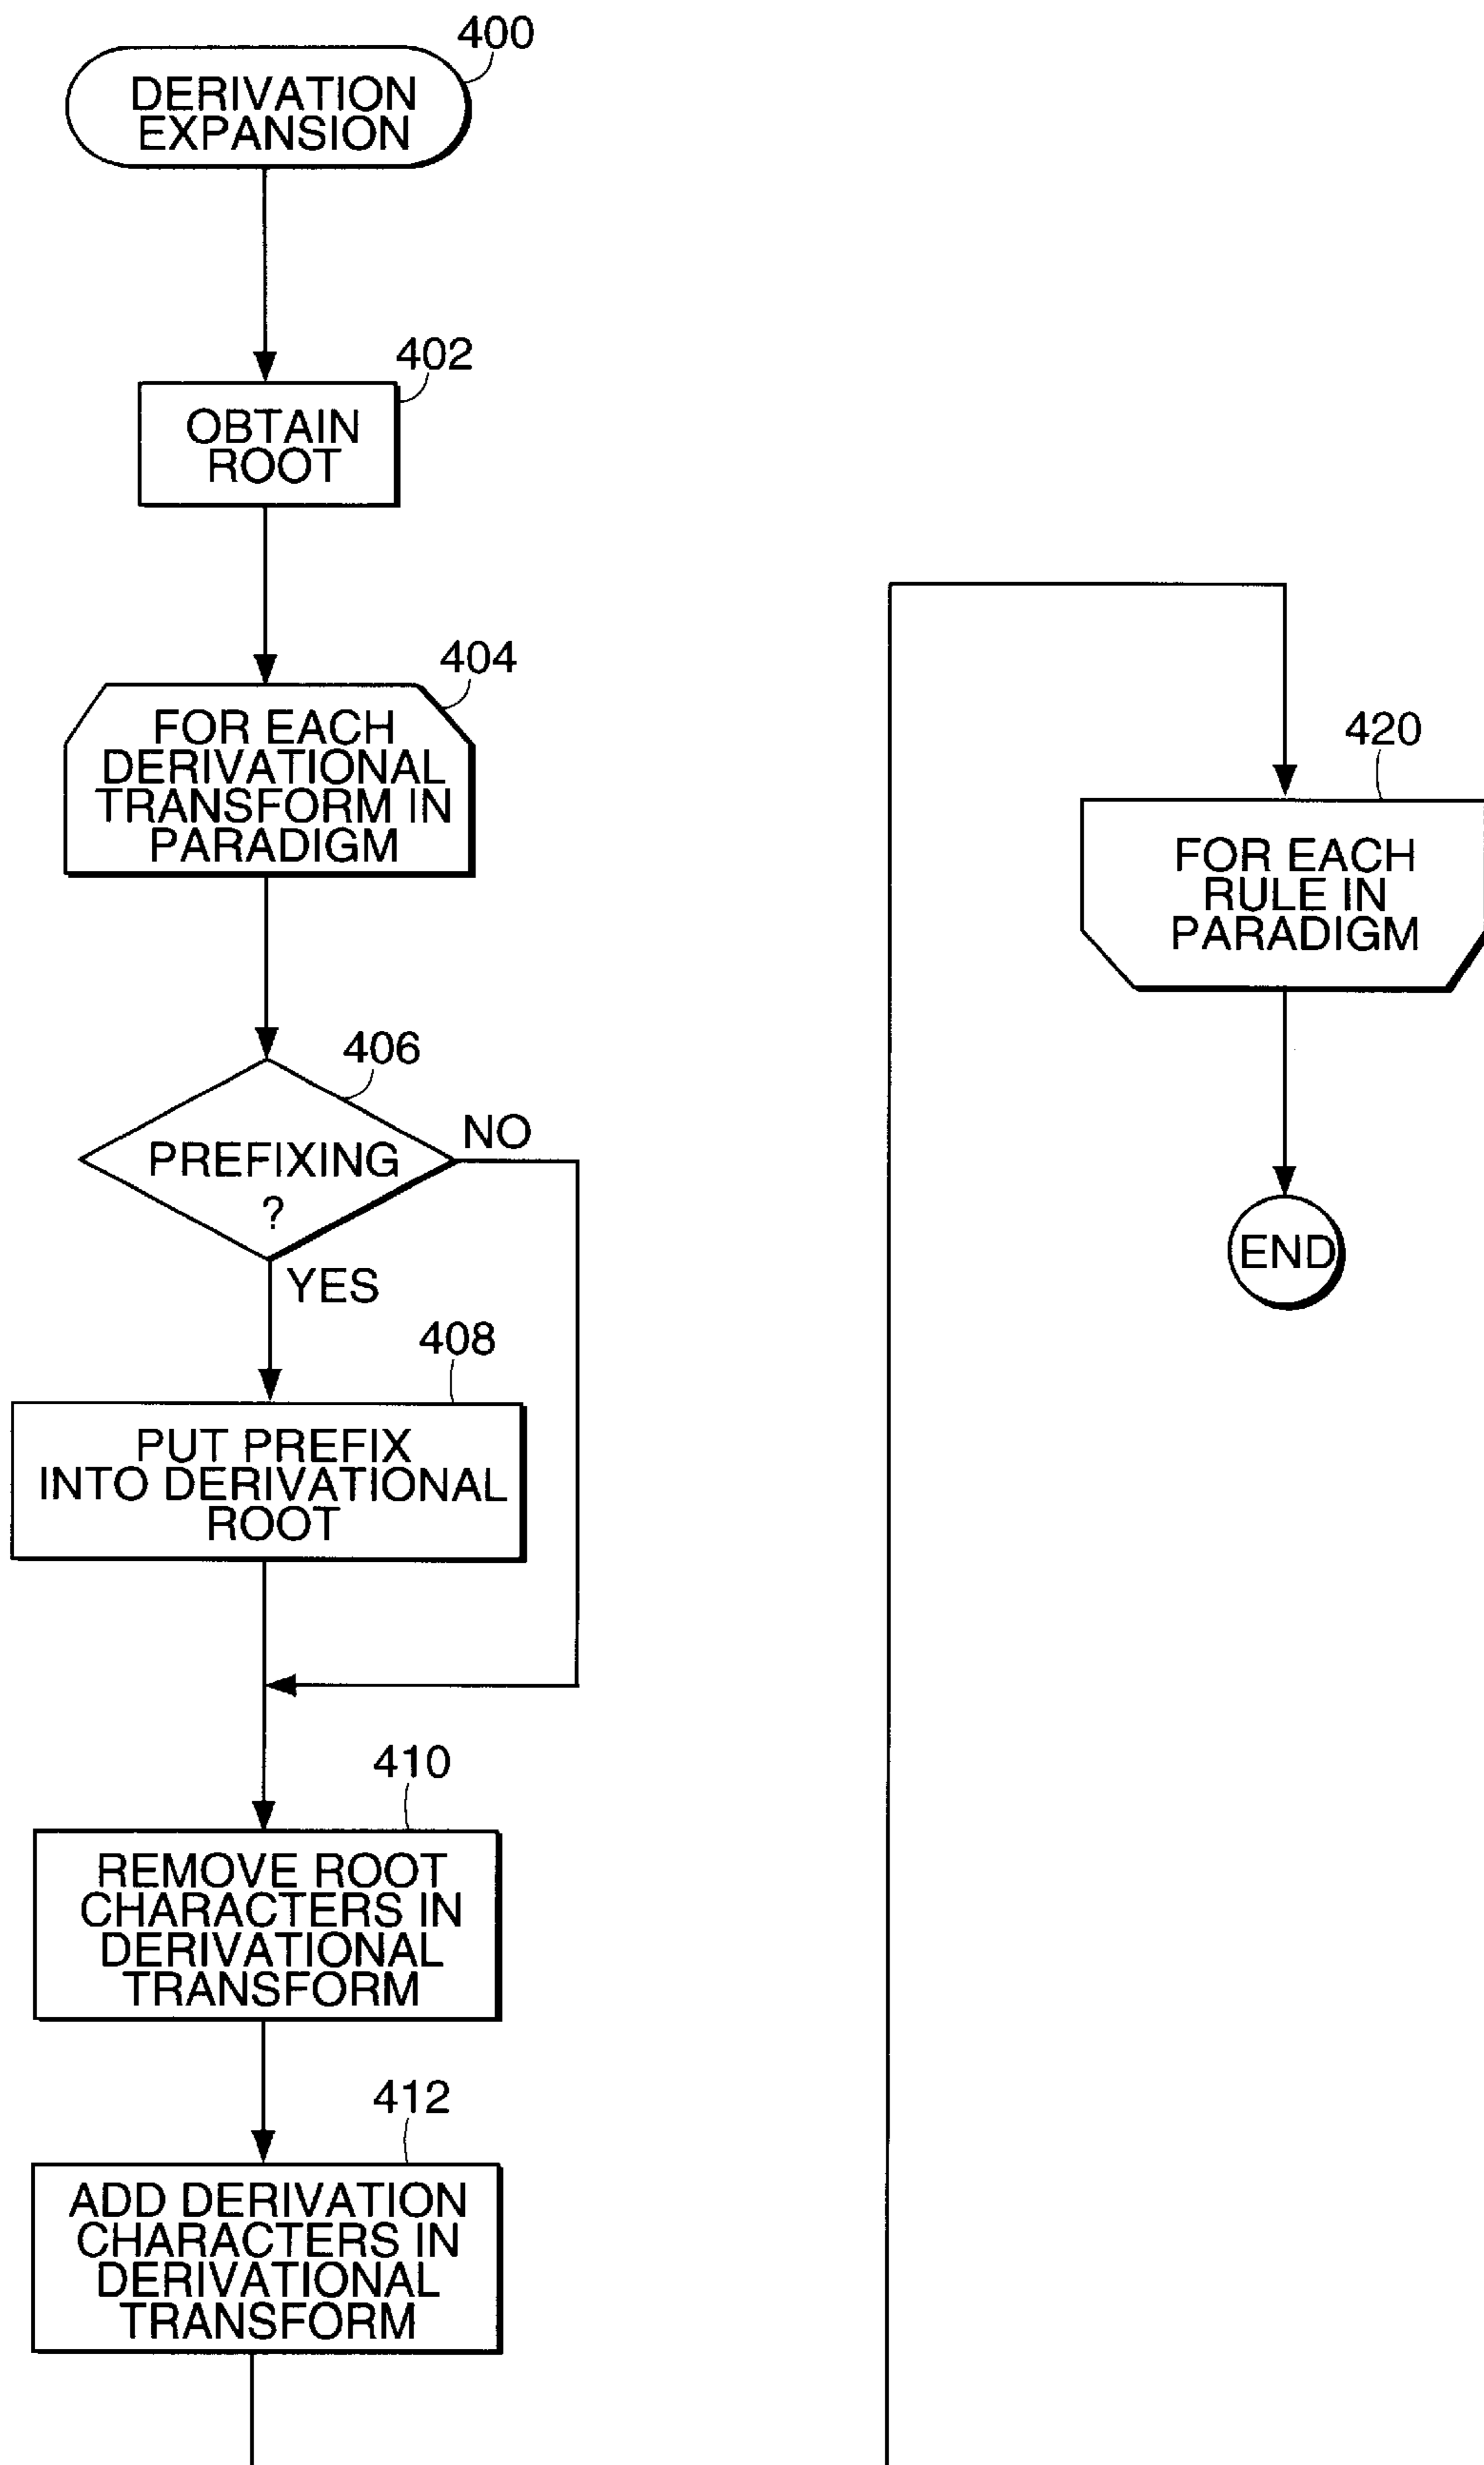 400
DERIVATION
EXPANSION
402
OBTAIN
ROOT
404
FOR EACH
DERIVATIONAL
TRANSFORM IN
PARADIGM
406
PREFIXING
?
NO
YES
408
PUT PREFIX
INTO DERIVATIONAL
ROOT
410
REMOVE ROOT
CHARACTERS IN
DERIVATIONAL
TRANSFORM
412
ADD DERIVATION
CHARACTERS IN
DERIVATIONAL
TRANSFORM
420
FOR EACH
RULE IN
PARADIGM
END